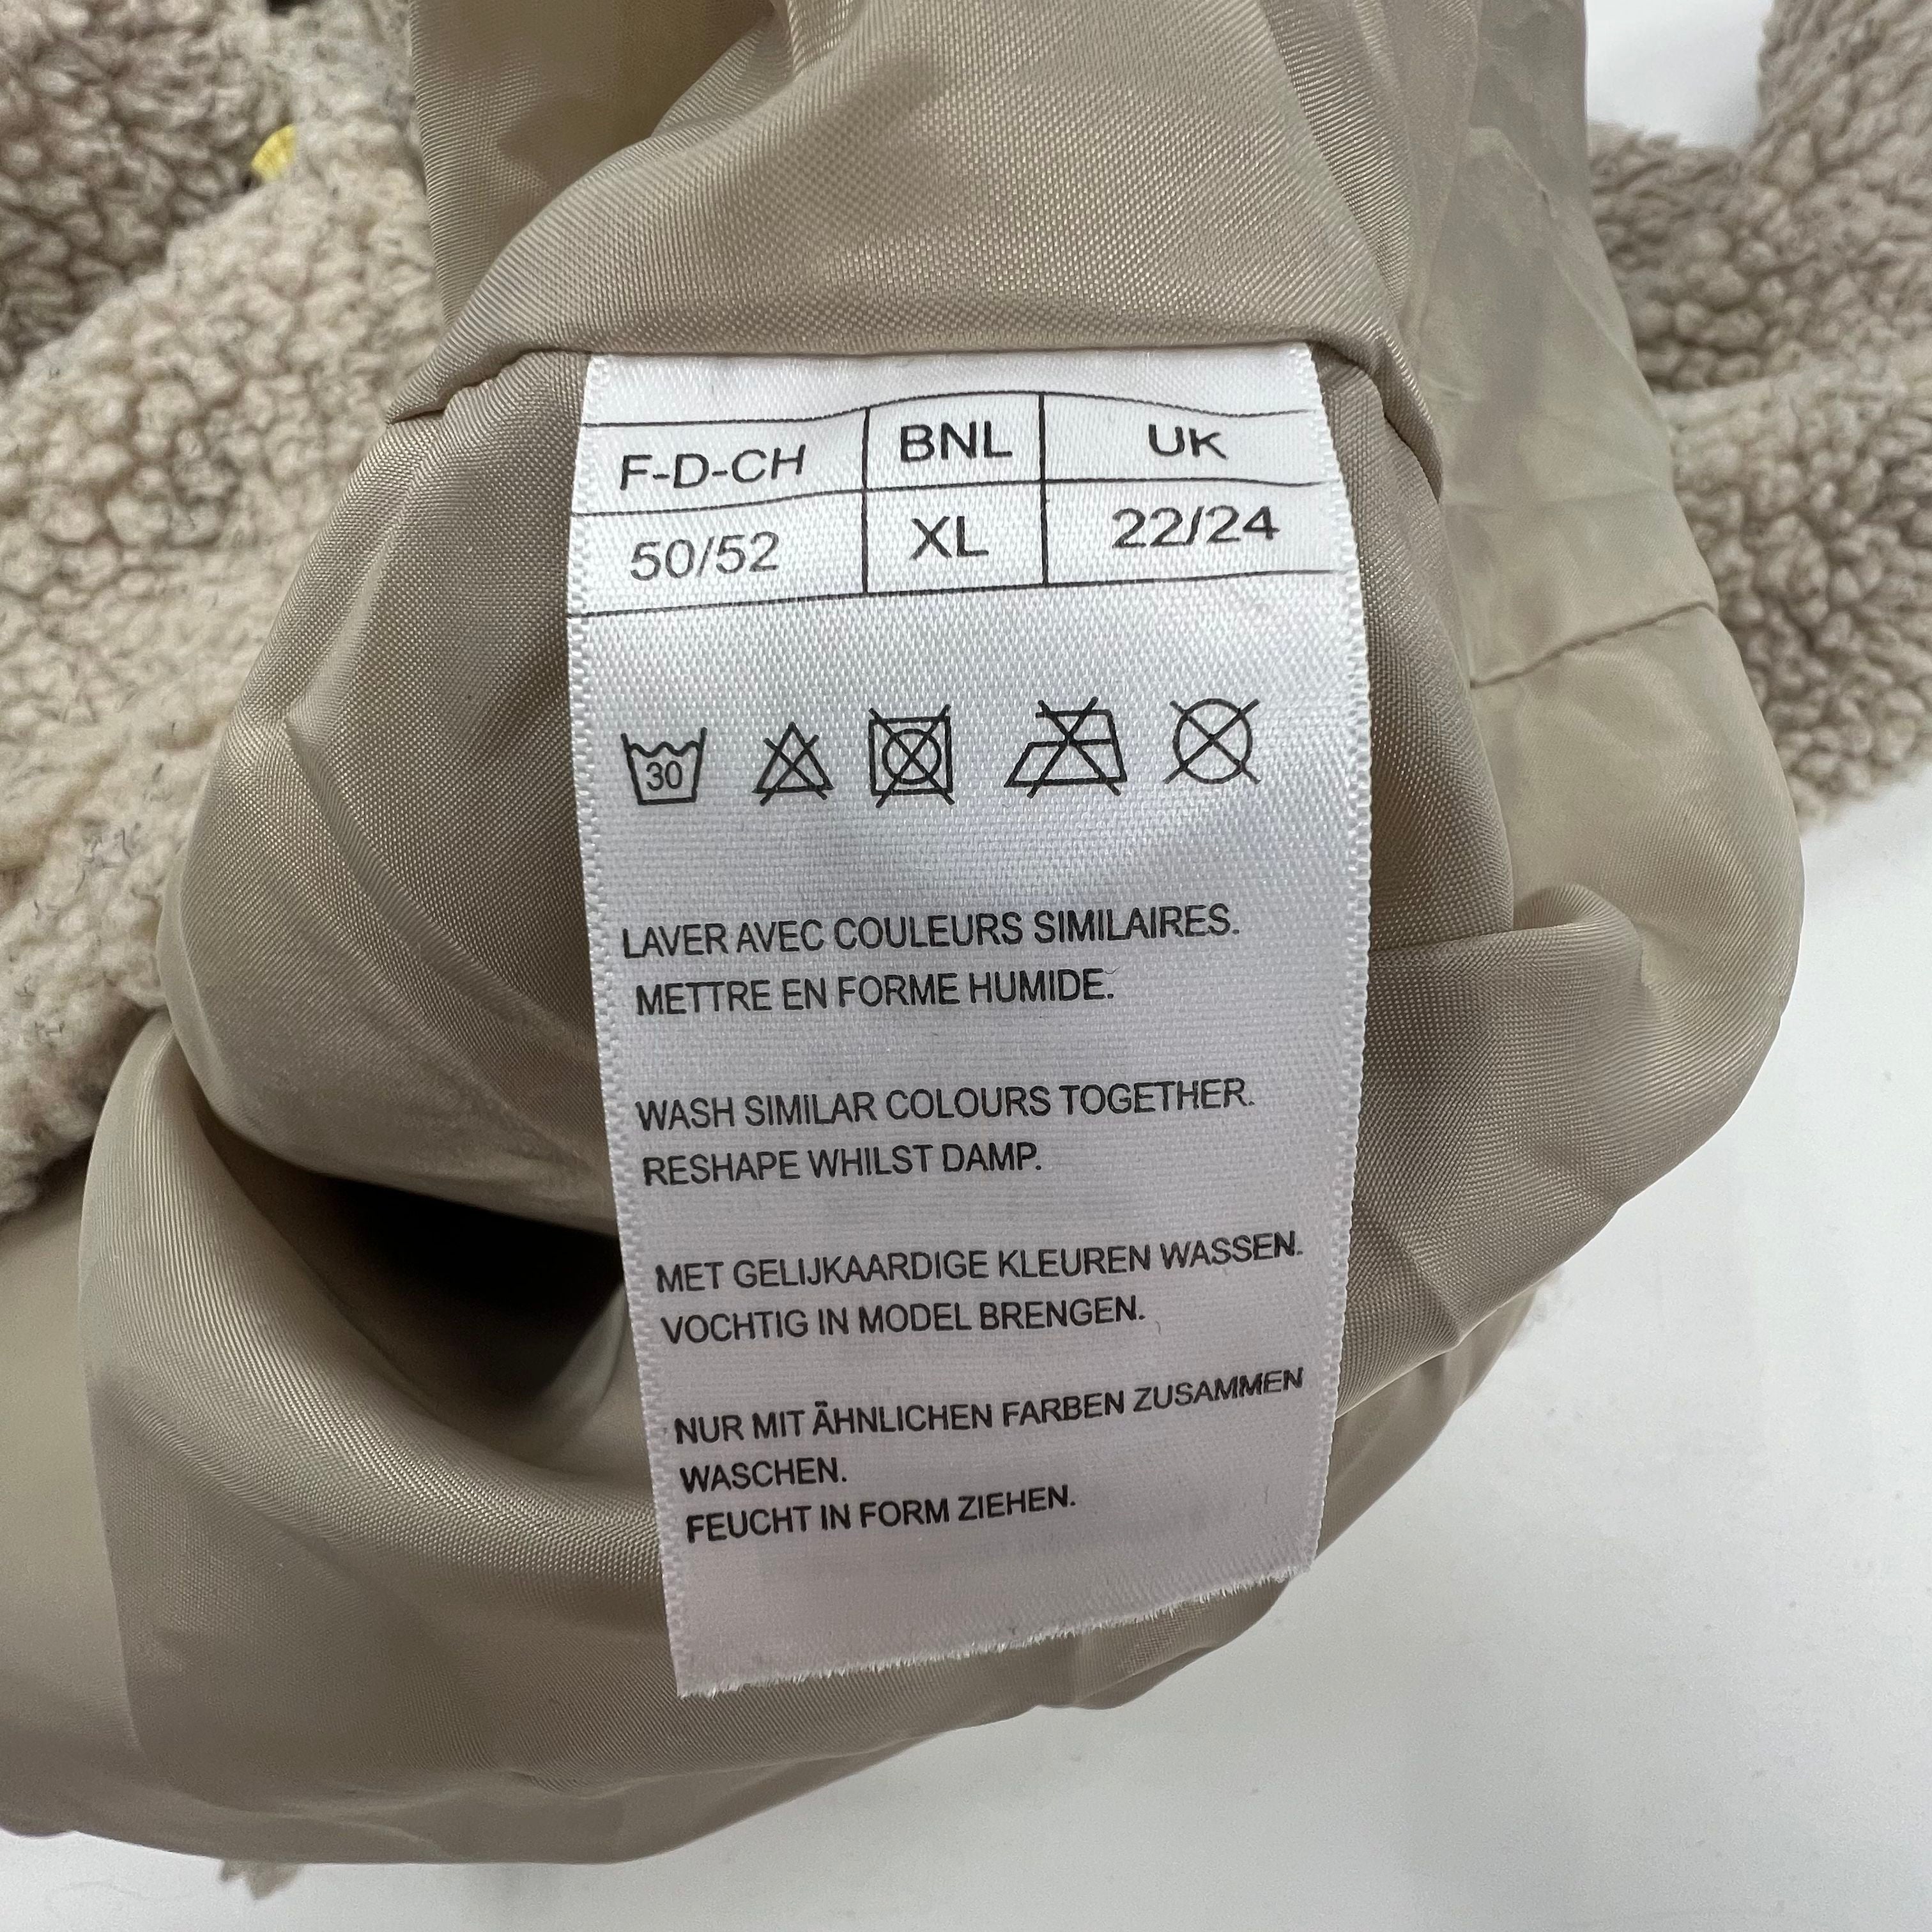 F-D-CH BNL UK
50/52 XL 22/24
30
LAVER AVEC COULEURS SIMILAIRES.
METTRE EN FORME HUMIDE.
WASH SIMILAR COLOURS TOGETHER.
RESHAPE WHILST DAMP.
MET GELIJKAARDIGE KLEUREN WASSEN.
VOCHTIG IN MODEL BRENGEN.
NUR MIT ÄHNLICHEN FARBEN ZUSAMMEN
WASCHEN.
FEUCHT IN FORM ZIEHEN.